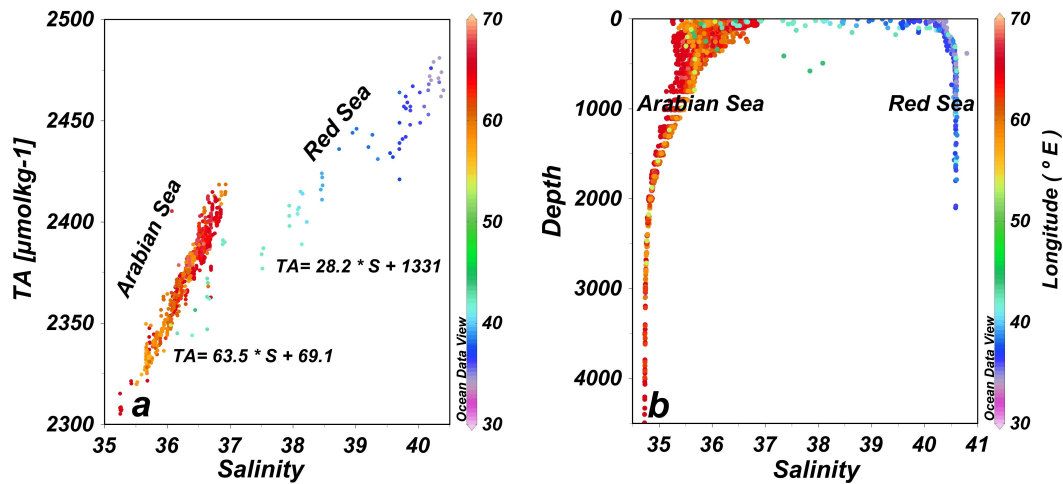 2500
2450
2400
2350
2300
TA [µmolkg-1]
35
36
37
38
39
40
Salinity
Arabian Sea
Red Sea
TA= 28.2 * S + 1331
TA= 63.5 * S + 69.1
a
Ocean Data View
70
60
50
40
30
0
1000
2000
3000
4000
Depth
35
36
37
38
39
40
41
Salinity
Arabian Sea
Red Sea
b
Ocean Data View
70
60
50
40
30
Longitude ( º E )